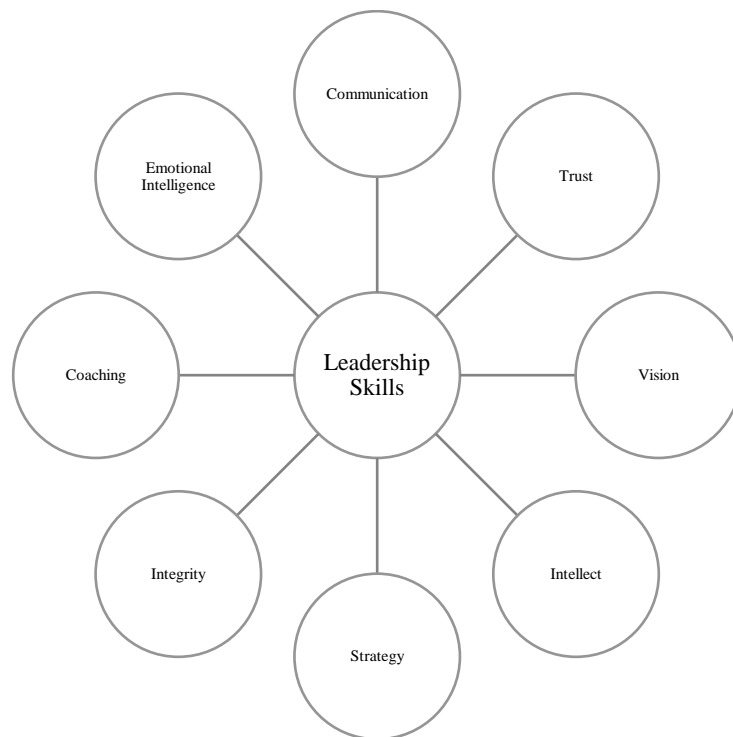 Communication
Emotional
Intelligence
Trust
Leadership
Skills
Coaching
Vision
Integrity
Intellect
Strategy